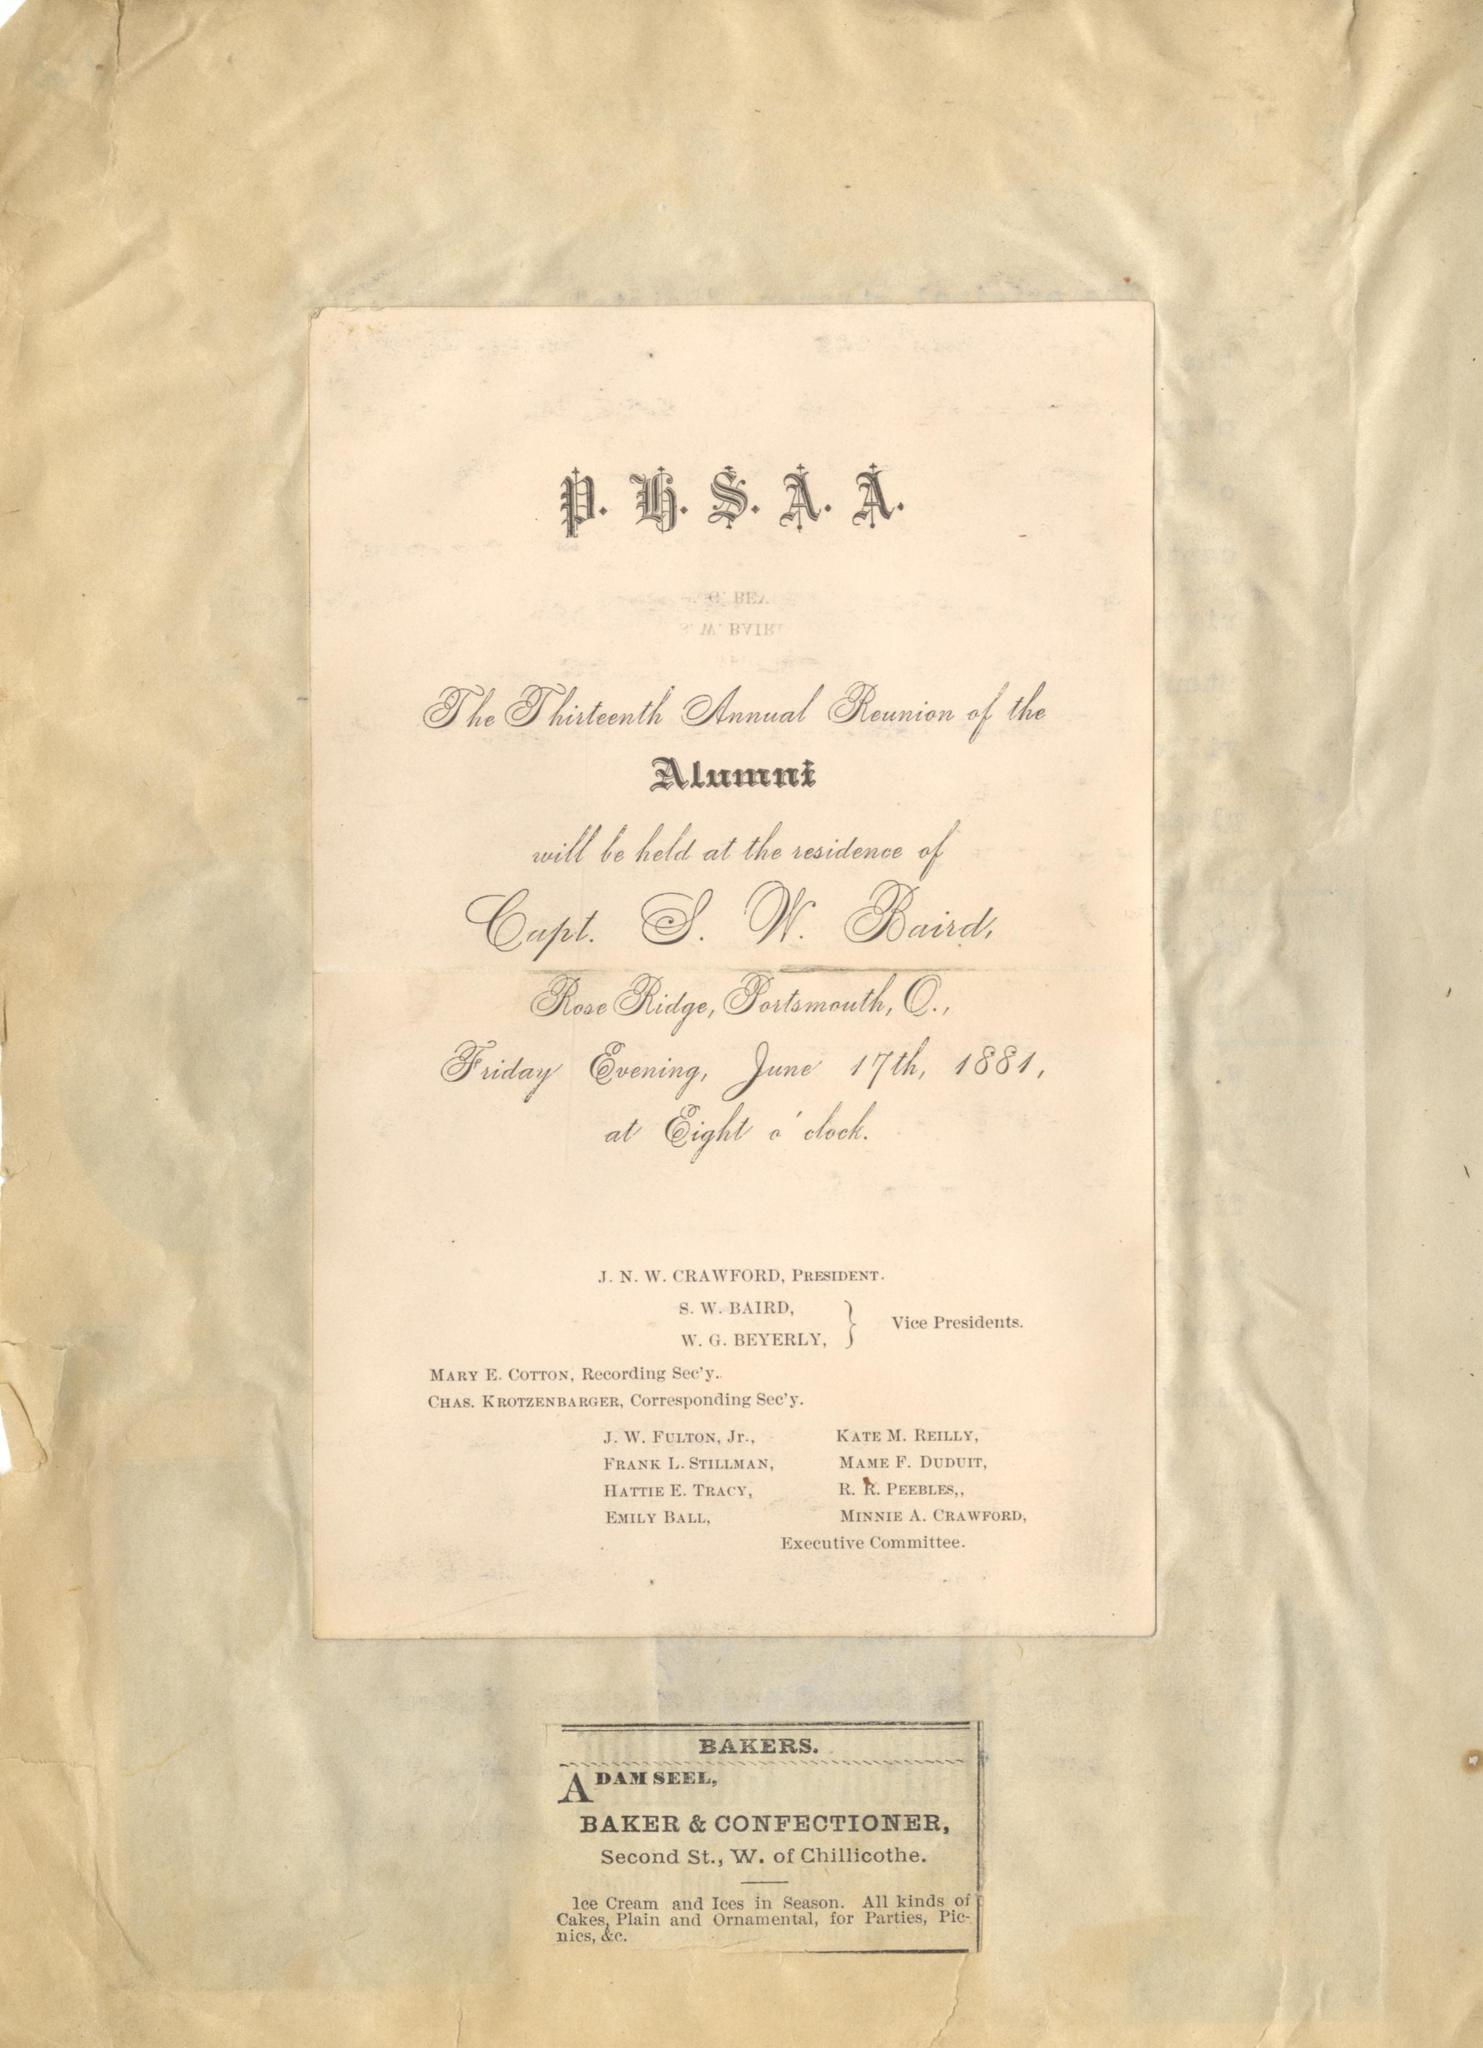 P. H. S. A. A.
The Thirteenth Annual Reunion of the
Alumni
will be held at the residence of
Capt. S. W. Baird,
Rose Ridge, Portsmouth, O.,
Friday Evening, June 17th, 1881,
at Eight o'clock.
J. N. W. CRAWFORD, PRESIDENT.
S. W. BAIRD,
W. G. BEYERLY, } Vice Presidents.
MARY E. COTTON, Recording Sec'y.
CHAS. KROTZENBARGER, Corresponding Sec'y.
J. W. FULTON, Jr., KATE M. REILLY,
FRANK L. STILLMAN, MAME F. DUDUIT,
HATTIE E. TRACY, R. R. PEEBLES,,
EMILY BALL, MINNIE A. CRAWFORD,
Executive Committee.
BAKERS.
ADAM SEEL,
BAKER & CONFECTIONER,
Second St., W. of Chillicothe.
Ice Cream and Ices in Season. All kinds of
Cakes, Plain and Ornamental, for Parties, Pic-
nics, &c.